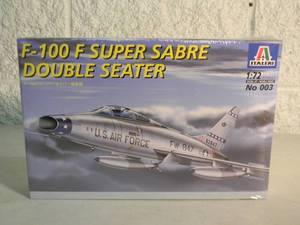 F-100 F SUPER SABRE
DOUBLE SEATER
ITALERI
1:72
No 003
U.S. AIR FORCE
FW-847